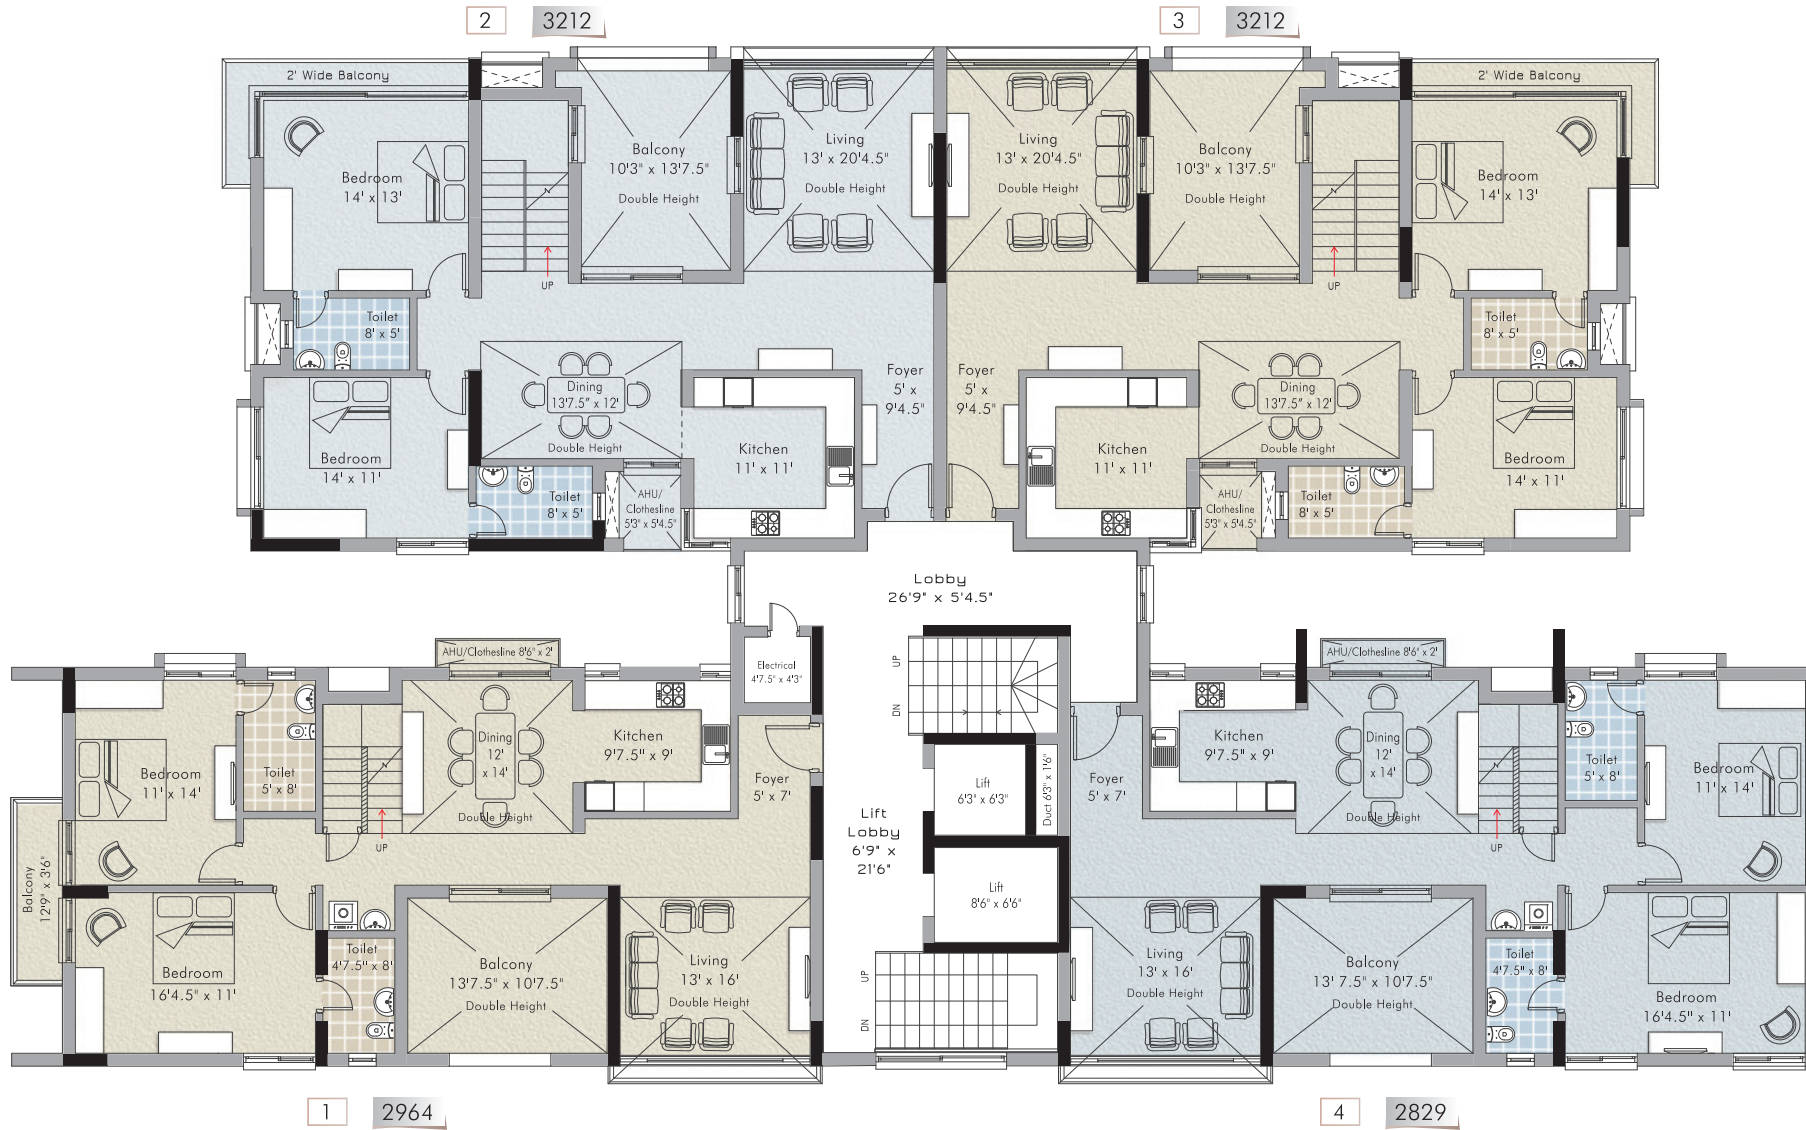 2 3212
3 3212
2' Wide Balcony
Bedroom
14' x 13'
Balcony
10'3" x 13'7.5"
Double Height
Living
13' x 20'4.5"
Double Height
UP
Toilet
8' x 5'
Dining
13'7.5" x 12'
Double Height
Foyer
5' x
9'4.5"
Kitchen
11' x 11'
Bedroom
14' x 11'
Toilet
8' x 5'
AHU/
Clothesline
5'3" x 5'4.5"
Living
13' x 20'4.5"
Double Height
Balcony
10'3" x 13'7.5"
Double Height
2' Wide Balcony
Bedroom
14' x 13'
UP
Toilet
8' x 5'
Foyer
5' x
9'4.5"
Dining
13'7.5" x 12'
Double Height
Kitchen
11' x 11'
AHU/
Clothesline
5'3" x 5'4.5"
Toilet
8' x 5'
Bedroom
14' x 11'
Lobby
26'9" x 5'4.5"
Electrical
4'7.5" x 4'3"
UP
DN
Lift
6'3" x 6'3"
Duct 6'3" x 1'6"
Lift
Lobby
6'9" x
21'6"
Lift
8'6" x 6'6"
UP
DN
AHU/Clothesline 8'6" x 2'
Bedroom
11' x 14'
Toilet
5' x 8'
UP
Dining
12'
x 14'
Double Height
Kitchen
9'7.5" x 9'
Foyer
5' x 7'
Balcony
12'9" x 3'6"
Bedroom
16'4.5" x 11'
Toilet
4'7.5" x 8'
Balcony
13'7.5" x 10'7.5"
Double Height
Living
13' x 16'
Double Height
AHU/Clothesline 8'6" x 2'
Foyer
5' x 7'
Kitchen
9'7.5" x 9'
Dining
12'
x 14'
Double Height
UP
Toilet
5' x 8'
Bedroom
11' x 14'
Living
13' x 16'
Double Height
Balcony
13' 7.5" x 10'7.5"
Double Height
Toilet
4'7.5" x 8'
Bedroom
16'4.5" x 11'
1 2964
4 2829